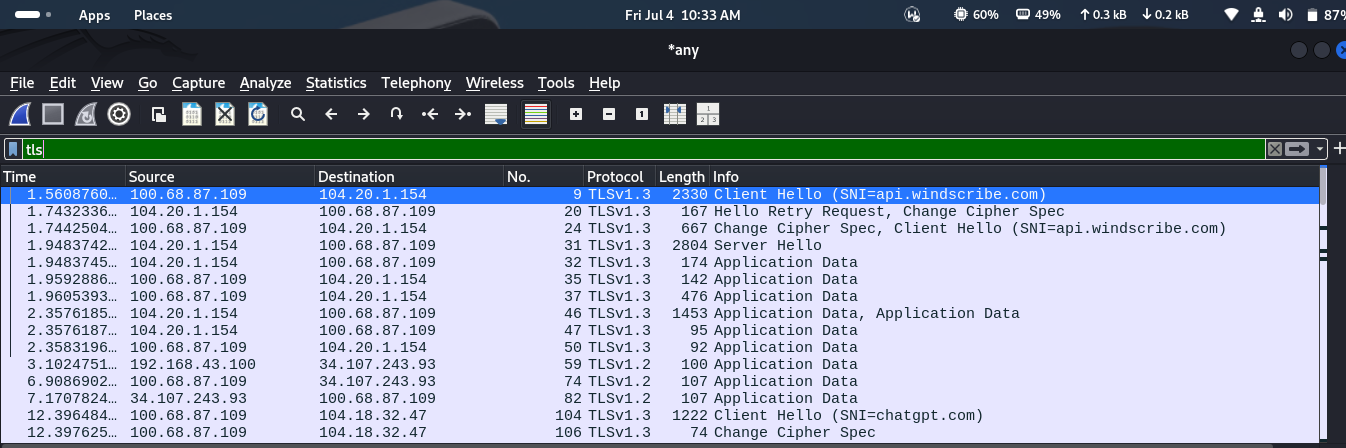 Apps Places Fri Jul 4 10:33 AM 60% 49% 0.3 kB 0.2 kB 87%
*any
File Edit View Go Capture Analyze Statistics Telephony Wireless Tools Help
tls
Time Source Destination No. Protocol Length Info
1.5608760… 100.68.87.109 104.20.1.154 9 TLSv1.3 2330 Client Hello (SNI=api.windscribe.com)
1.7432336… 104.20.1.154 100.68.87.109 20 TLSv1.3 167 Hello Retry Request, Change Cipher Spec
1.7442504… 100.68.87.109 104.20.1.154 24 TLSv1.3 667 Change Cipher Spec, Client Hello (SNI=api.windscribe.com)
1.9483742… 104.20.1.154 100.68.87.109 31 TLSv1.3 2804 Server Hello
1.9483745… 104.20.1.154 100.68.87.109 32 TLSv1.3 174 Application Data
1.9592886… 100.68.87.109 104.20.1.154 35 TLSv1.3 142 Application Data
1.9605393… 100.68.87.109 104.20.1.154 37 TLSv1.3 476 Application Data
2.3576185… 104.20.1.154 100.68.87.109 46 TLSv1.3 1453 Application Data, Application Data
2.3576187… 104.20.1.154 100.68.87.109 47 TLSv1.3 95 Application Data
2.3583196… 100.68.87.109 104.20.1.154 50 TLSv1.3 92 Application Data
3.1024751… 192.168.43.100 34.107.243.93 59 TLSv1.2 100 Application Data
6.9086902… 100.68.87.109 34.107.243.93 74 TLSv1.2 107 Application Data
7.1707824… 34.107.243.93 100.68.87.109 82 TLSv1.2 107 Application Data
12.396484… 100.68.87.109 104.18.32.47 104 TLSv1.3 1222 Client Hello (SNI=chatgpt.com)
12.397625… 100.68.87.109 104.18.32.47 106 TLSv1.3 74 Change Cipher Spec